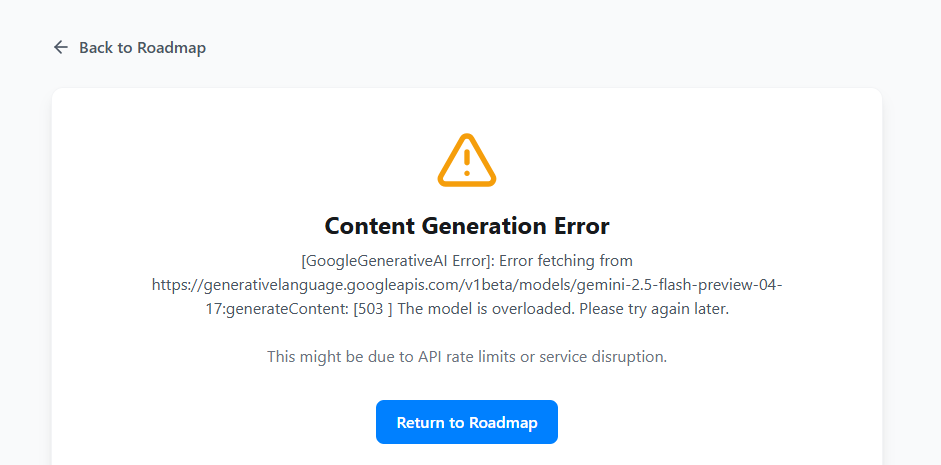 Back to Roadmap
Content Generation Error
[GoogleGenerativeAI Error]: Error fetching from
https://generativelanguage.googleapis.com/v1beta/models/gemini-2.5-flash-preview-04-
17:generateContent: [503 ] The model is overloaded. Please try again later.
This might be due to API rate limits or service disruption.
Return to Roadmap